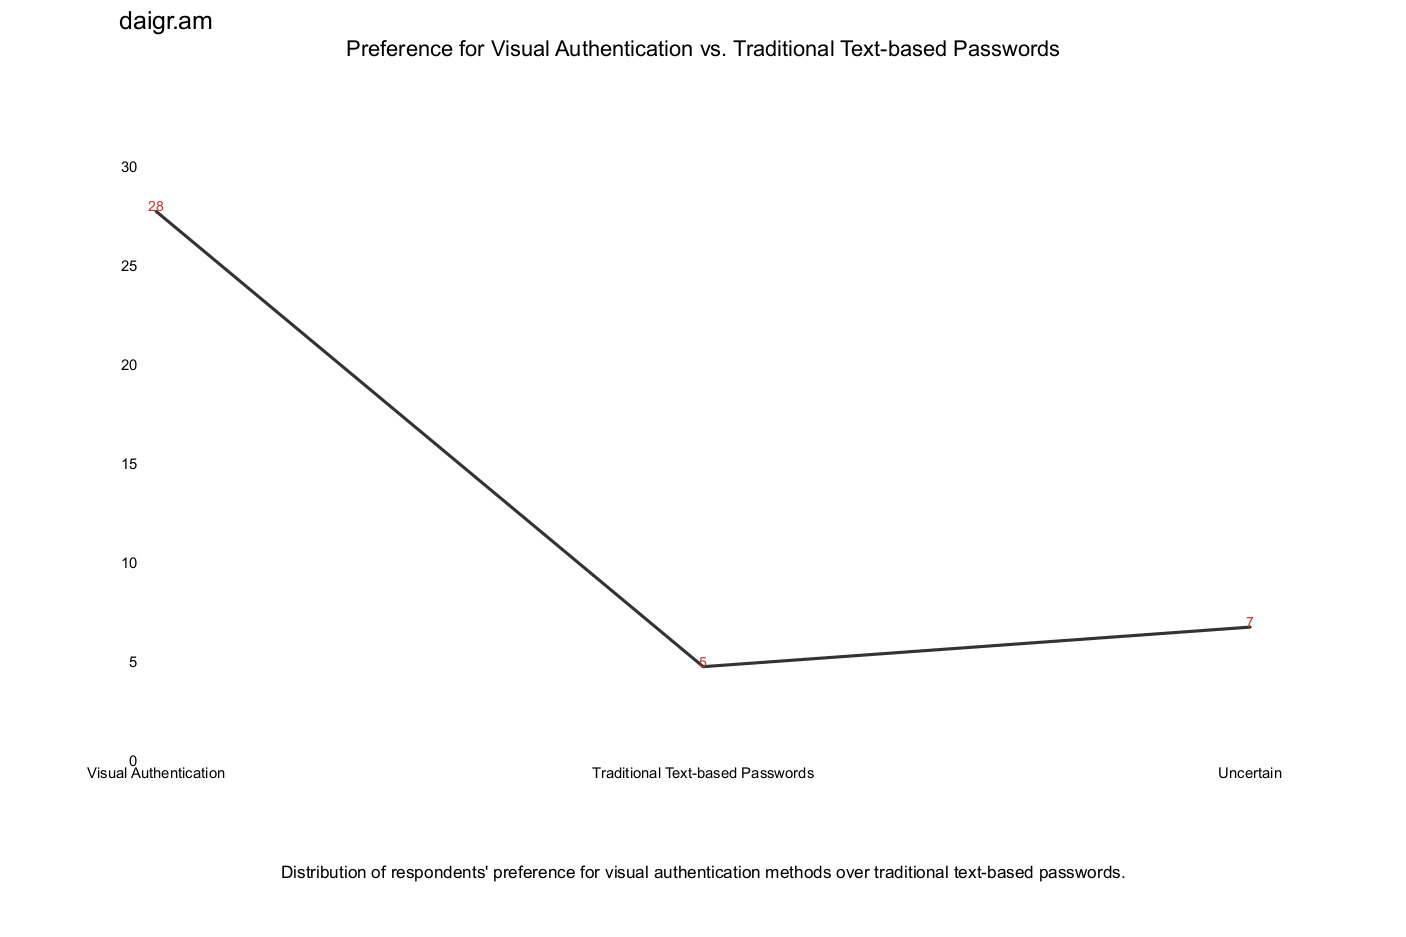 daigr.am
Preference for Visual Authentication vs. Traditional Text-based Passwords
30
28
25
20
15
10
7
5
5
0
Visual Authentication
Traditional Text-based Passwords
Uncertain
Distribution of respondents' preference for visual authentication methods over traditional text-based passwords.